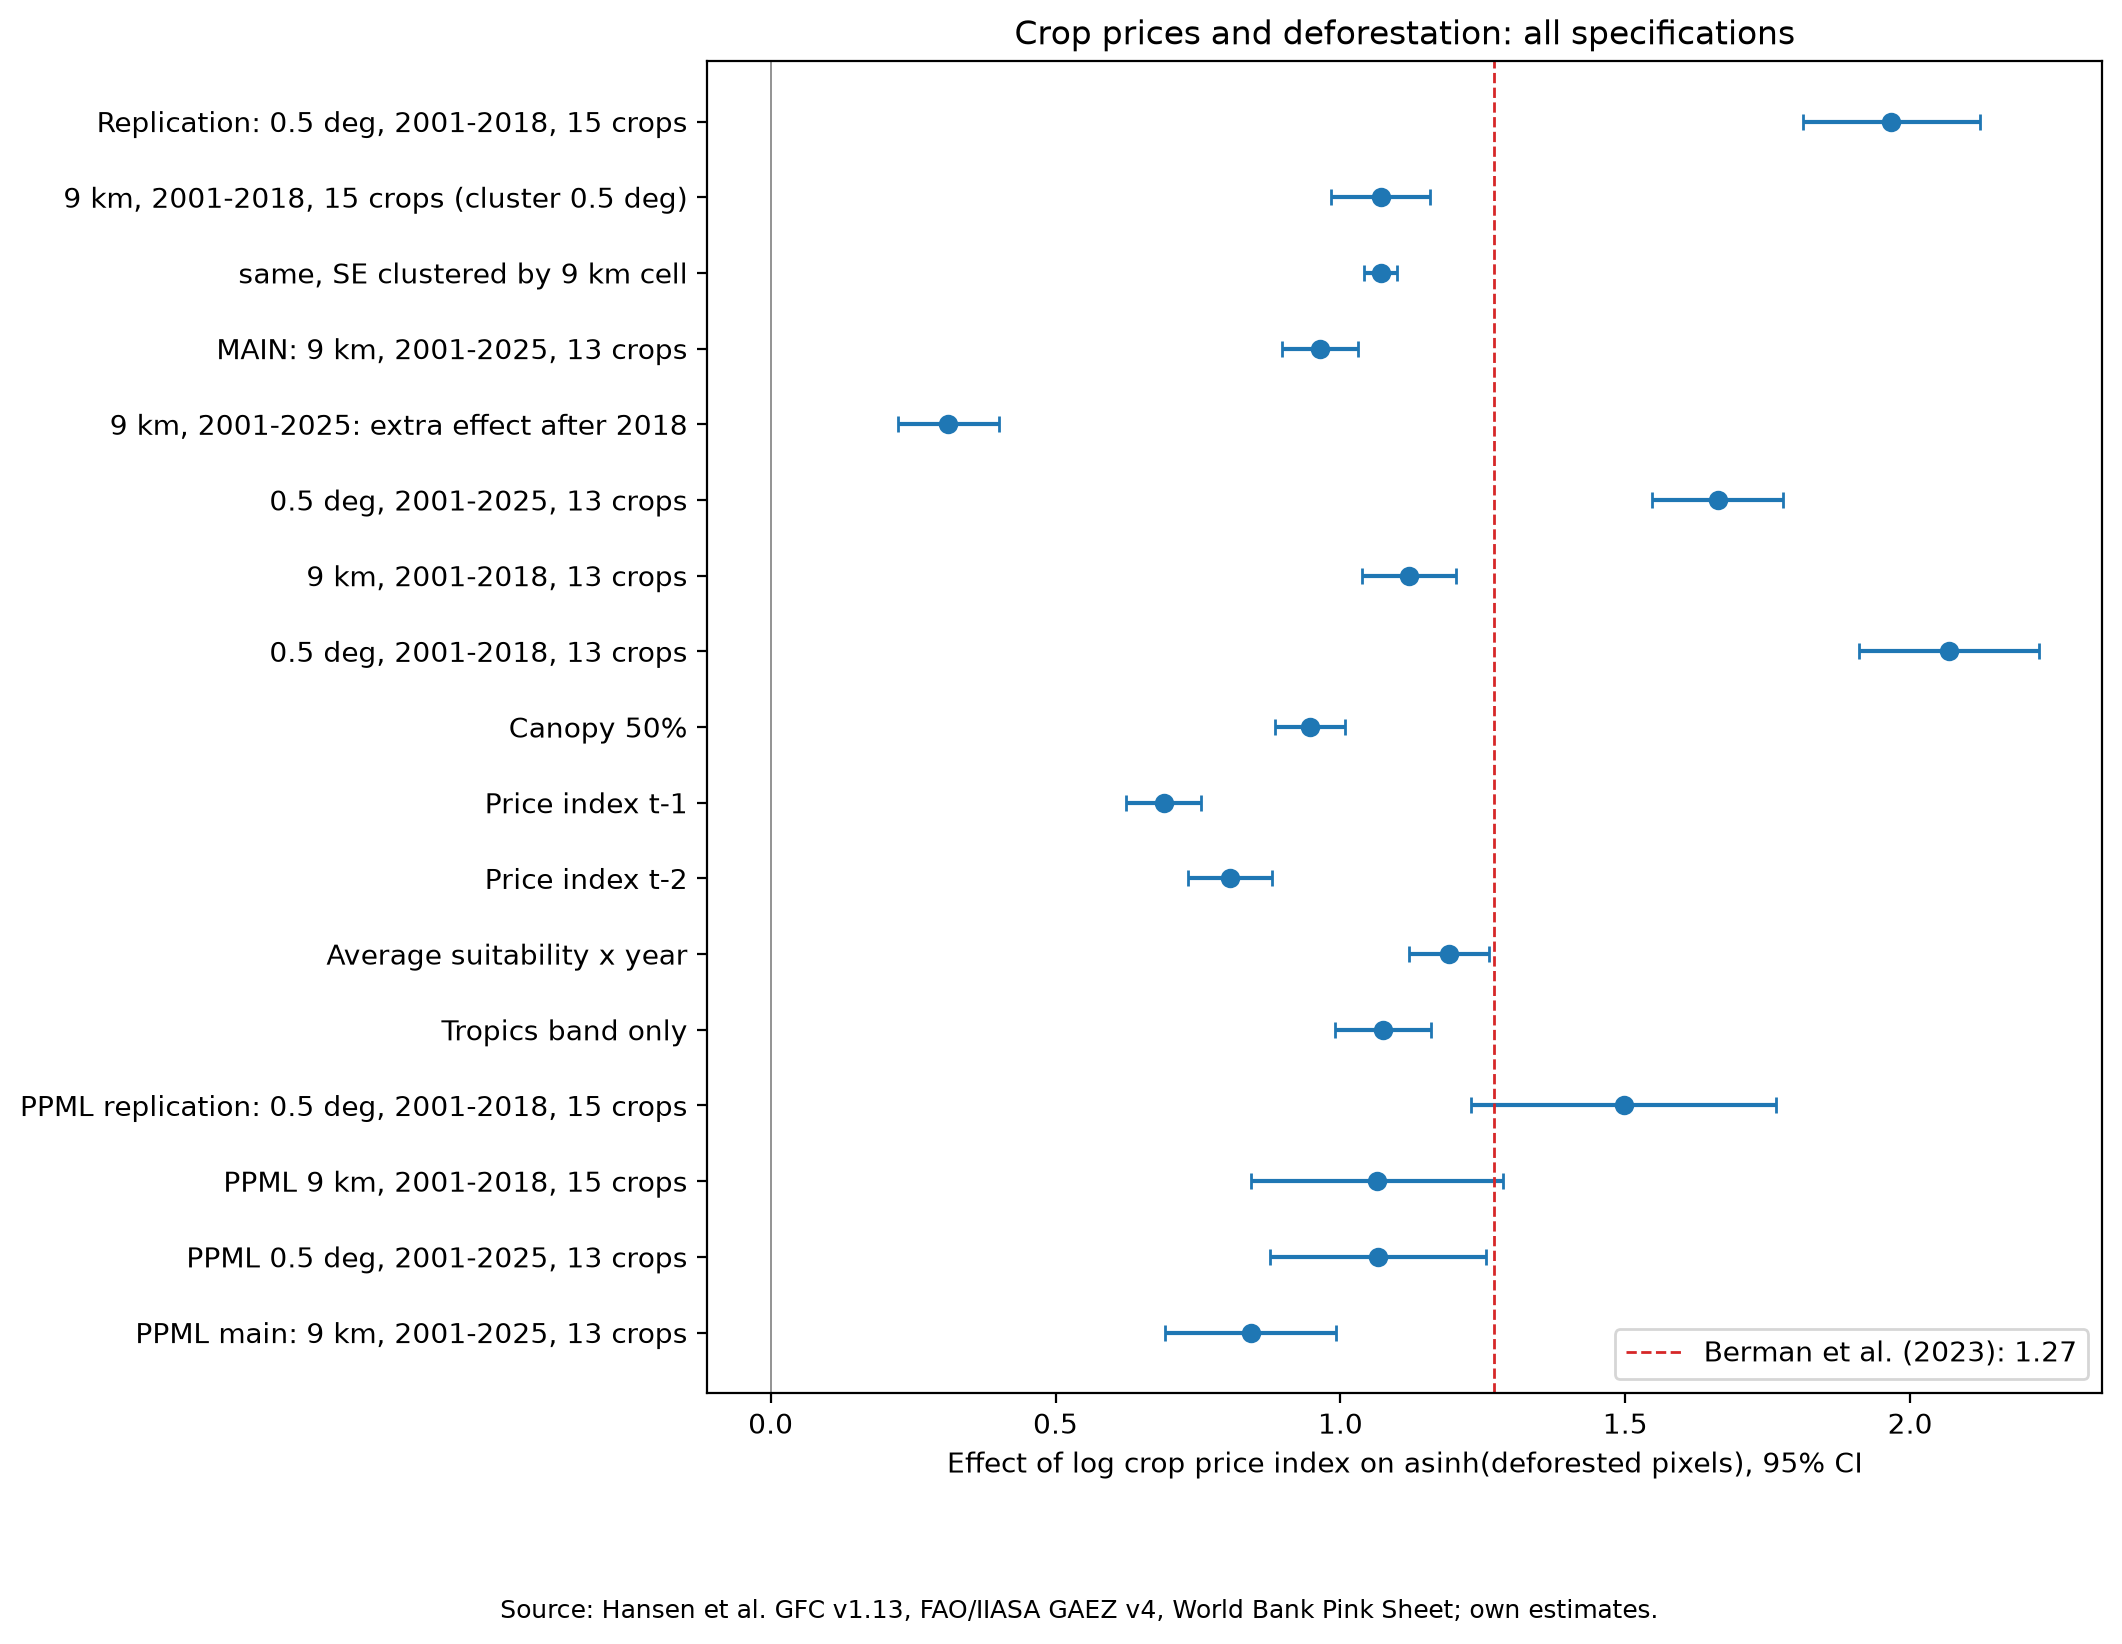 Crop prices and deforestation: all specifications
Replication: 0.5 deg, 2001-2018, 15 crops
9 km, 2001-2018, 15 crops (cluster 0.5 deg)
same, SE clustered by 9 km cell
MAIN: 9 km, 2001-2025, 13 crops
9 km, 2001-2025: extra effect after 2018
0.5 deg, 2001-2025, 13 crops
9 km, 2001-2018, 13 crops
0.5 deg, 2001-2018, 13 crops
Canopy 50%
Price index t-1
Price index t-2
Average suitability x year
Tropics band only
PPML replication: 0.5 deg, 2001-2018, 15 crops
PPML 9 km, 2001-2018, 15 crops
PPML 0.5 deg, 2001-2025, 13 crops
PPML main: 9 km, 2001-2025, 13 crops
Berman et al. (2023): 1.27
0.0 0.5 1.0 1.5 2.0
Effect of log crop price index on asinh(deforested pixels), 95% CI
Source: Hansen et al. GFC v1.13, FAO/IIASA GAEZ v4, World Bank Pink Sheet; own estimates.